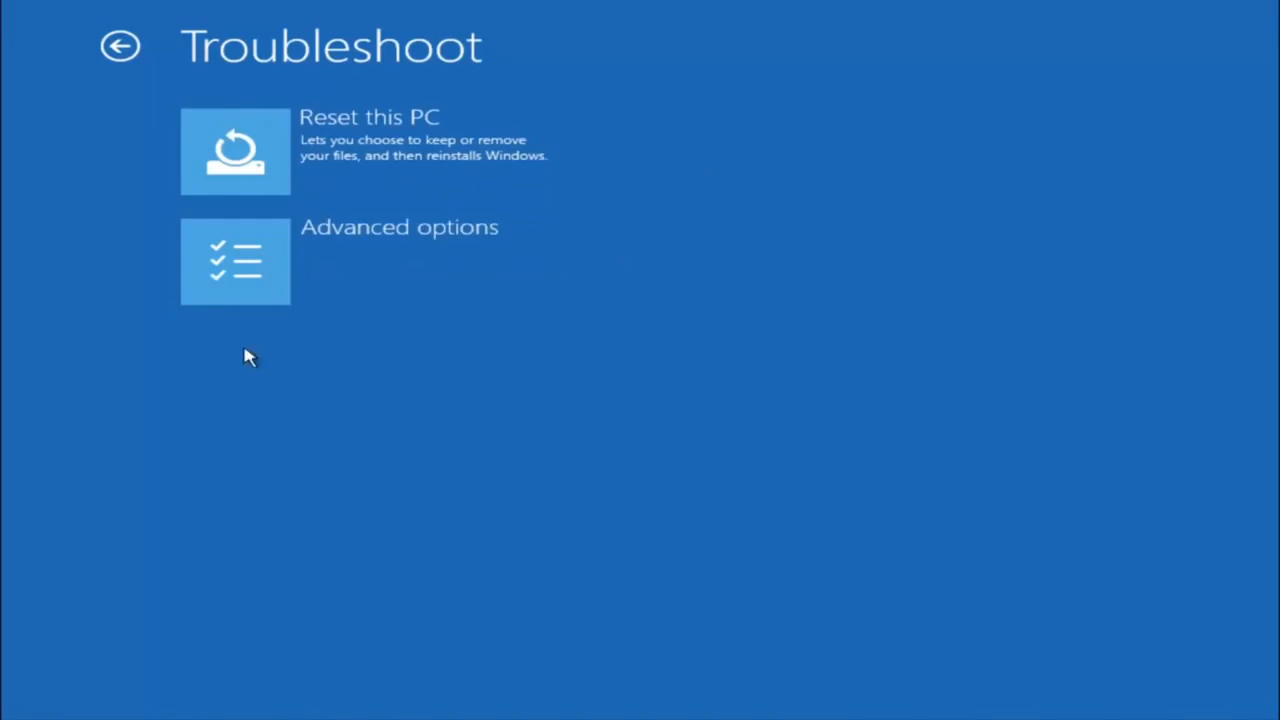 Troubleshoot
Reset this PC
Lets you choose to keep or remove
your files, and then reinstalls Windows.
Advanced options